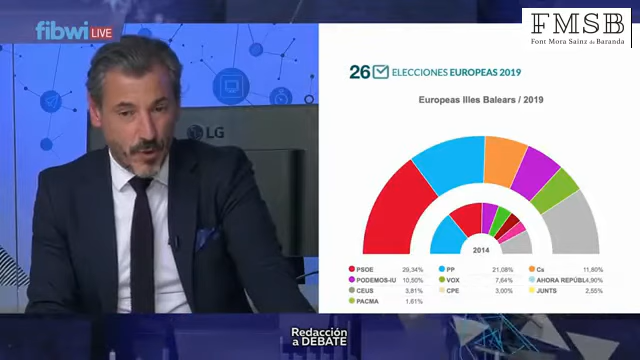 fibwi LIVE
FMSB
Font Mora Sainz de Baranda
LG
26 ELECCIONES EUROPEAS 2019
Europeas Illes Balears / 2019
2014
PSOE 29,34% PP 21,08% Cs 11,80%
PODEMOS-IU 10,50% VOX 7,64% AHORA REPÚBLI 4,90%
CEUS 3,81% CPE 3,00% JUNTS 2,55%
PACMA 1,61%
Redacción
a DEBATE